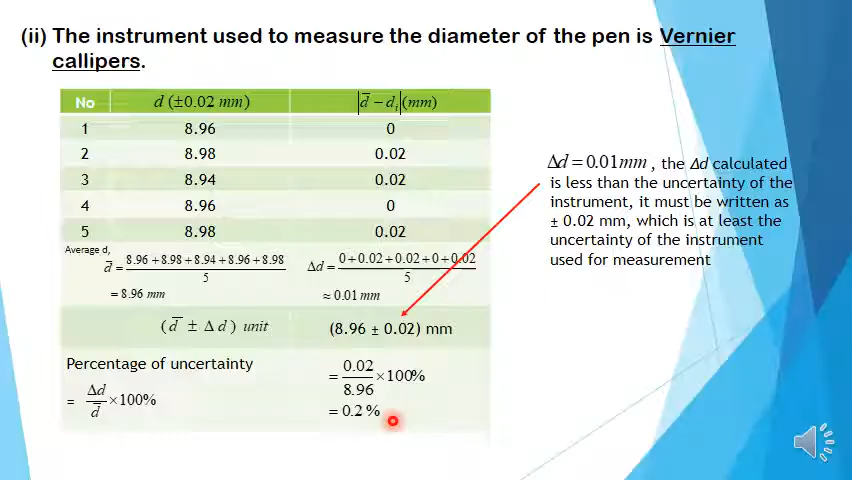 (ii) The instrument used to measure the diameter of the pen is Vernier
callipers.
No d (±0.02 mm) |d̅ − dᵢ|(mm)
1 8.96 0
2 8.98 0.02
3 8.94 0.02
4 8.96 0
5 8.98 0.02
Average d,
d̅ = (8.96 + 8.98 + 8.94 + 8.96 + 8.98)/5
= 8.96 mm
Δd = (0 + 0.02 + 0.02 + 0 + 0.02)/5
≈ 0.01 mm
(d̅ ± Δd) unit (8.96 ± 0.02) mm
Percentage of uncertainty
= Δd/d̅ ×100%
= 0.02/8.96 ×100%
= 0.2 %
Δd = 0.01mm , the Δd calculated
is less than the uncertainty of the
instrument, it must be written as
± 0.02 mm, which is at least the
uncertainty of the instrument
used for measurement